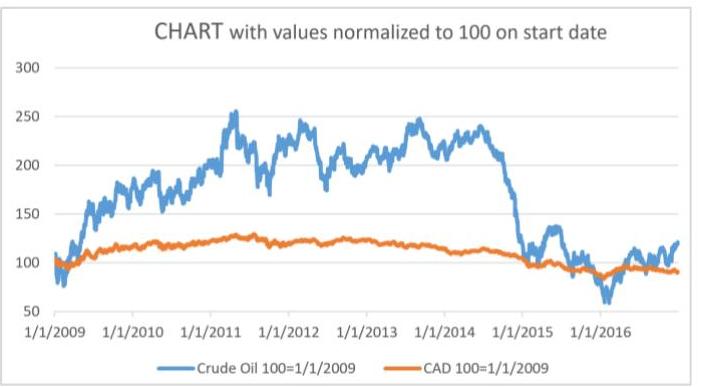 CHART with values normalized to 100 on start date
300
250
200
150
100
50
1/1/2009 1/1/2010 1/1/2011 1/1/2012 1/1/2013 1/1/2014 1/1/2015 1/1/2016
Crude Oil 100=1/1/2009 CAD 100=1/1/2009